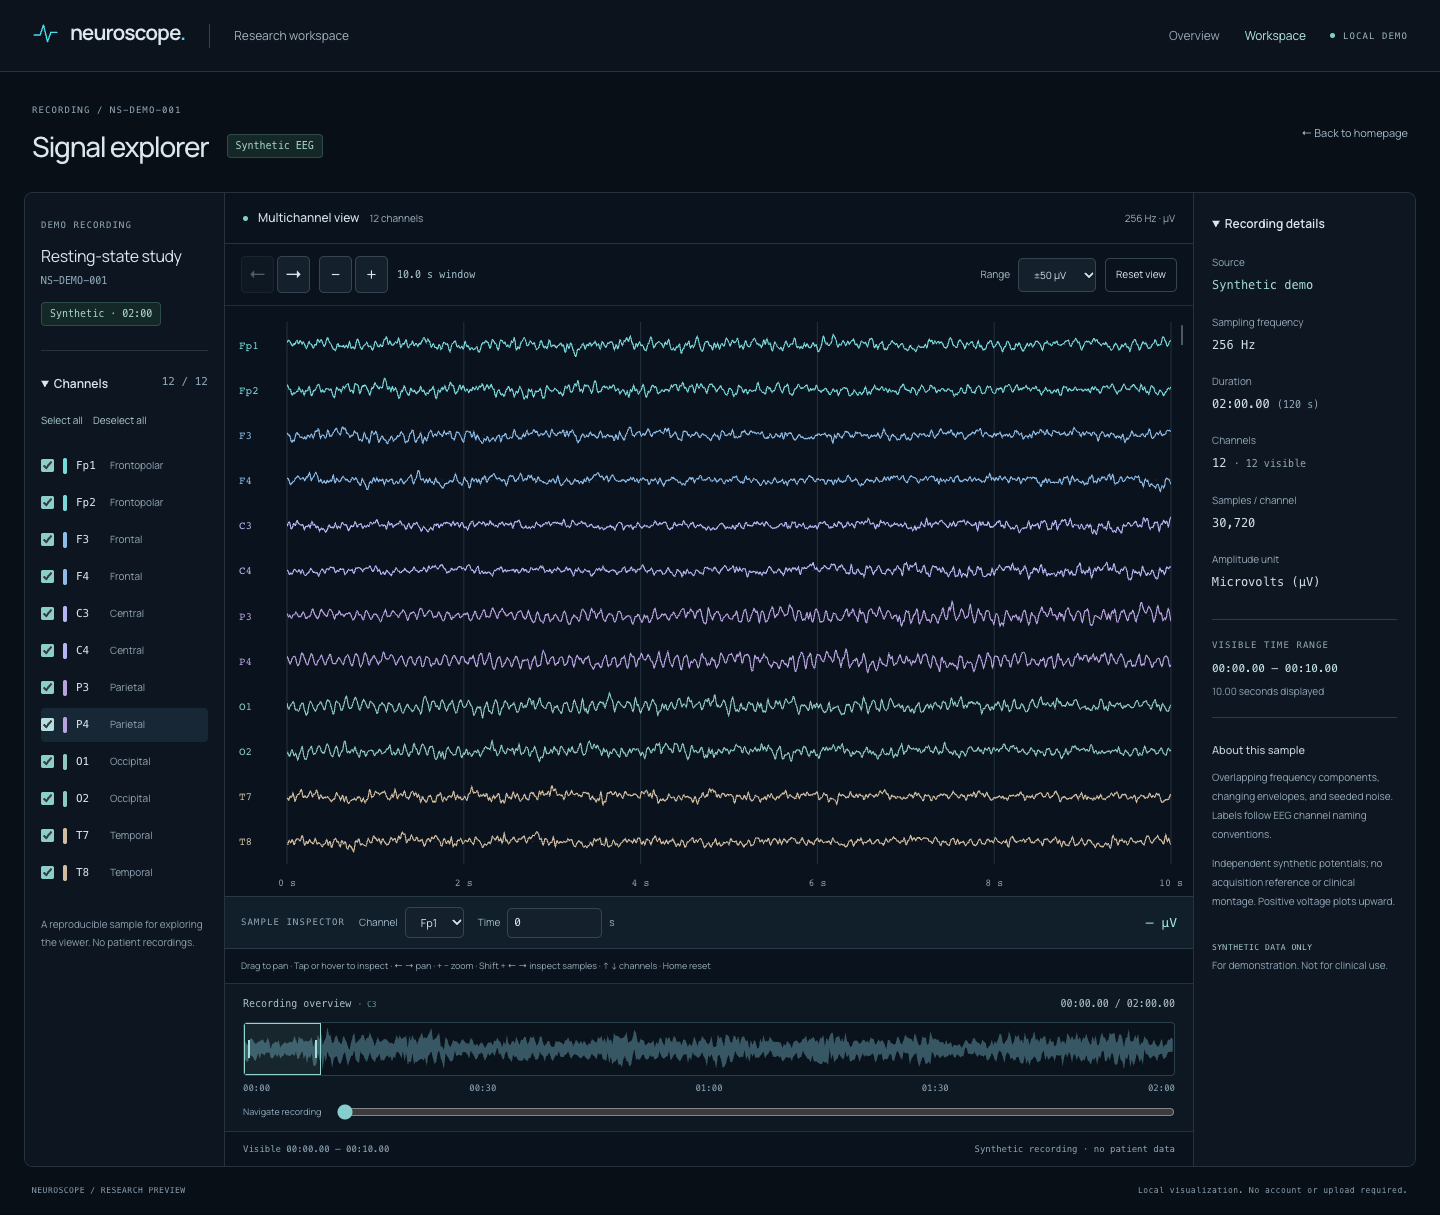 neuroscope.
Research workspace
Overview
Workspace
LOCAL DEMO
RECORDING / NS-DEMO-001
Signal explorer
Synthetic EEG
← Back to homepage
DEMO RECORDING
Resting-state study
NS-DEMO-001
Synthetic · 02:00
▼ Channels 12 / 12
Select all Deselect all
Fp1 Frontopolar
Fp2 Frontopolar
F3 Frontal
F4 Frontal
C3 Central
C4 Central
P3 Parietal
P4 Parietal
O1 Occipital
O2 Occipital
T7 Temporal
T8 Temporal
A reproducible sample for exploring
the viewer. No patient recordings.
Multichannel view 12 channels
256 Hz · µV
← → − + 10.0 s window
Range ±50 µV Reset view
Fp1
Fp2
F3
F4
C3
C4
P3
P4
O1
O2
T7
T8
0 s 2 s 4 s 6 s 8 s 10 s
SAMPLE INSPECTOR Channel Fp1 Time 0 s
— µV
Drag to pan · Tap or hover to inspect · ← → pan · + − zoom · Shift + ← → inspect samples · ↑ ↓ channels · Home reset
Recording overview · C3
00:00.00 / 02:00.00
00:00 00:30 01:00 01:30 02:00
Navigate recording
Visible 00:00.00 — 00:10.00
Synthetic recording · no patient data
▼ Recording details
Source
Synthetic demo
Sampling frequency
256 Hz
Duration
02:00.00 (120 s)
Channels
12 · 12 visible
Samples / channel
30,720
Amplitude unit
Microvolts (µV)
VISIBLE TIME RANGE
00:00.00 — 00:10.00
10.00 seconds displayed
About this sample
Overlapping frequency components,
changing envelopes, and seeded noise.
Labels follow EEG channel naming
conventions.
Independent synthetic potentials; no
acquisition reference or clinical
montage. Positive voltage plots upward.
SYNTHETIC DATA ONLY
For demonstration. Not for clinical use.
NEUROSCOPE / RESEARCH PREVIEW
Local visualization. No account or upload required.